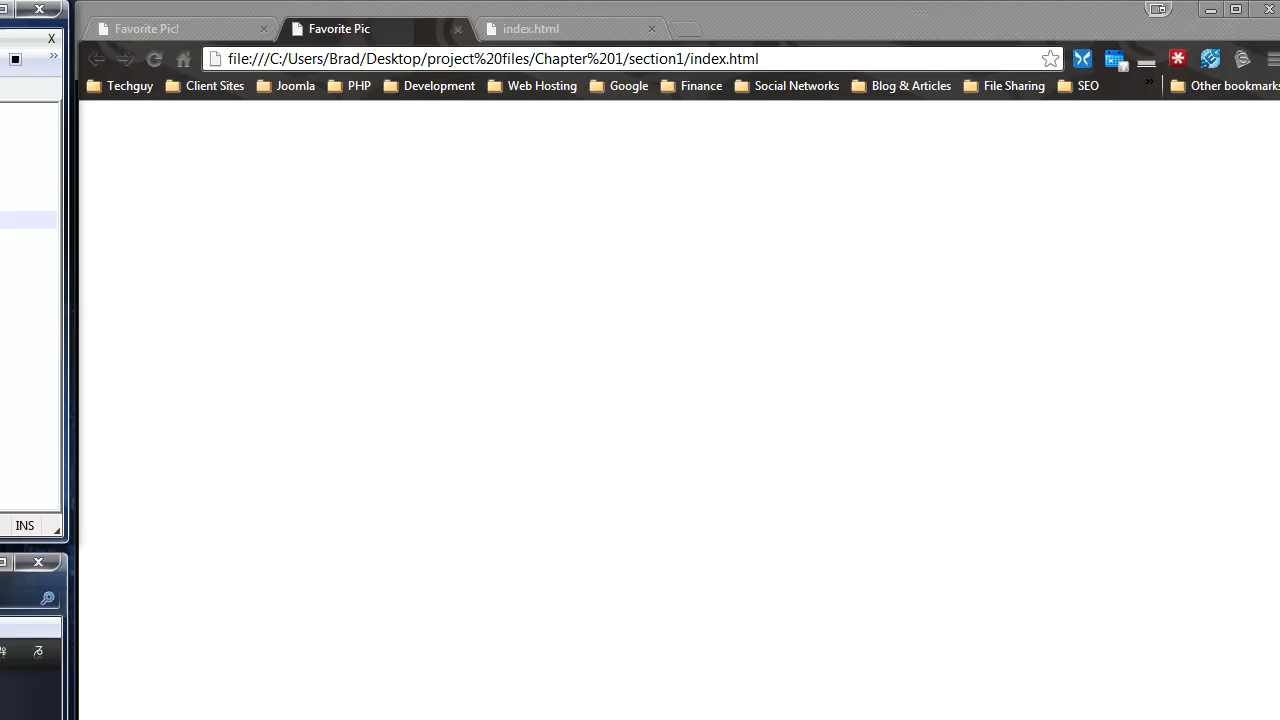 Favorite Pic!
Favorite Pic
index.html
file:///C:/Users/Brad/Desktop/project%20files/Chapter%201/section1/index.html
Techguy
Client Sites
Joomla
PHP
Development
Web Hosting
Google
Finance
Social Networks
Blog & Articles
File Sharing
SEO
»
Other bookmarks
X
»
INS